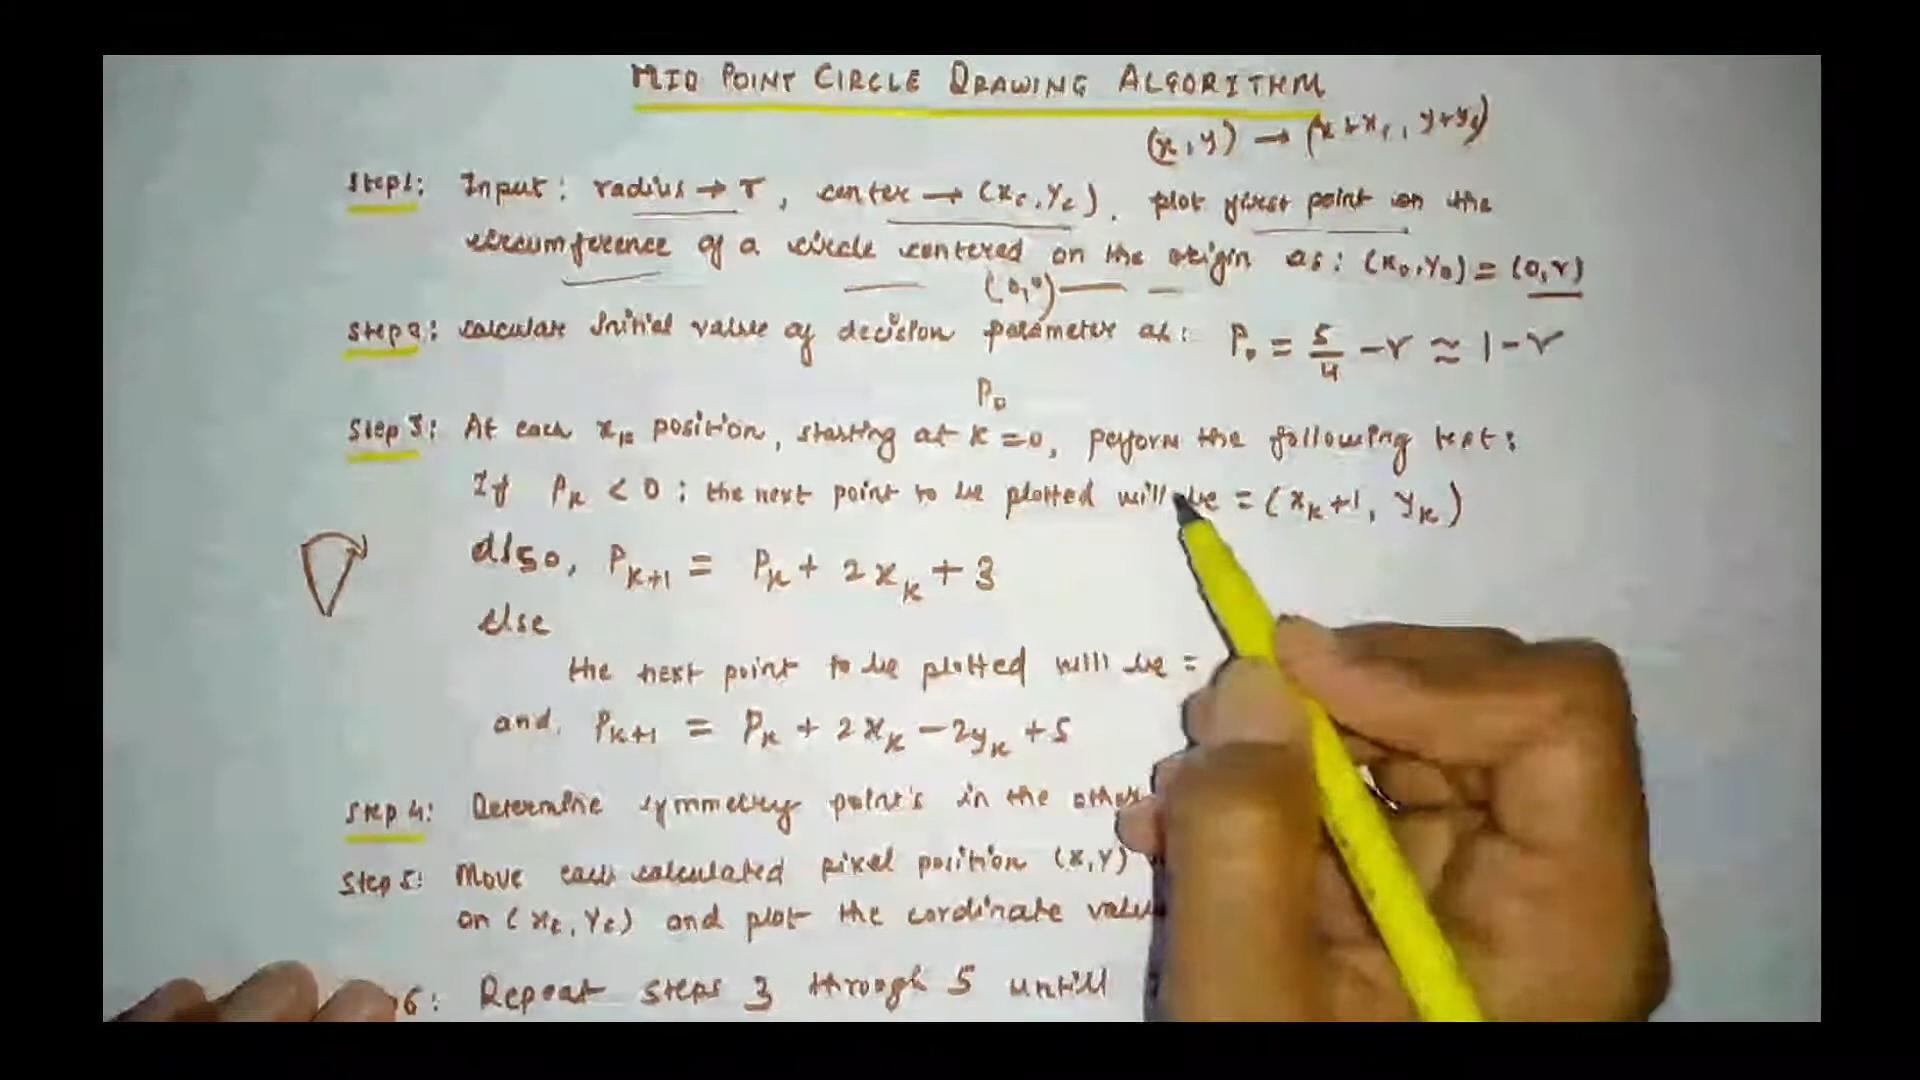 MID POINT CIRCLE DRAWING ALGORITHM
(x, y) → (x+xc, y+yc)
Step1: Input: radius → r, center → (xc, Yc). plot first point on the
circumference of a circle centered on the origin as: (x0, Y0) = (0, r)
(0,0)
Step2: calculate initial value of decision parameter as: P0 = 5/4 - r ≈ 1 - r
P0
Step 3: At each xk position, starting at K=0, perform the following test:
If Pk < 0 : the next point to be plotted will be = (xk+1, yk)
also, Pk+1 = Pk + 2xk + 3
else
the next point to be plotted will be =
and, Pk+1 = Pk + 2xk - 2yk + 5
Step 4: Determine symmetry point's in the other
Step 5: Move each calculated pixel position (x, y)
on (xc, Yc) and plot the cordinate
6: Repeat steps 3 through 5 untill